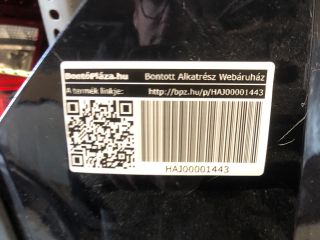 BontóPláza.hu Bontott Alkatrész Webáruház
A termék linkje: http://bpz.hu/p/HAJ00001443
HAJ00001443